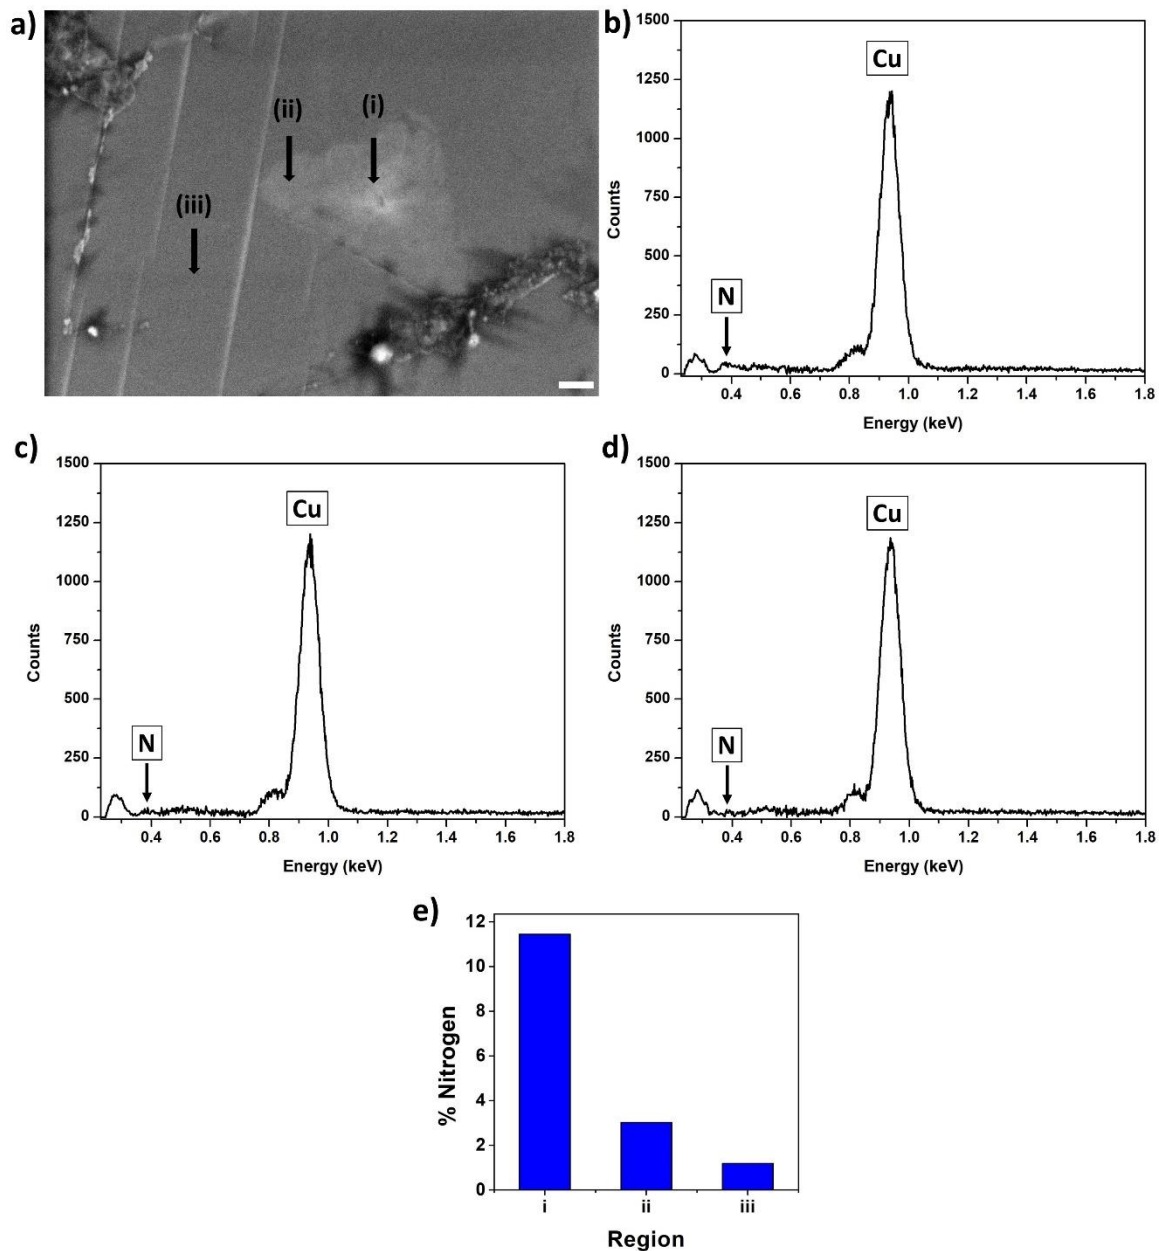 a)
(i)
(ii)
(iii)
b)
1500
1250
1000
750
500
250
0
Counts
Cu
N
0.4 0.6 0.8 1.0 1.2 1.4 1.6 1.8
Energy (keV)
c)
1500
1250
1000
750
500
250
0
Counts
Cu
N
0.4 0.6 0.8 1.0 1.2 1.4 1.6 1.8
Energy (keV)
d)
1500
1250
1000
750
500
250
0
Counts
Cu
N
0.4 0.6 0.8 1.0 1.2 1.4 1.6 1.8
Energy (keV)
e)
12
10
8
6
4
2
0
% Nitrogen
i ii iii
Region